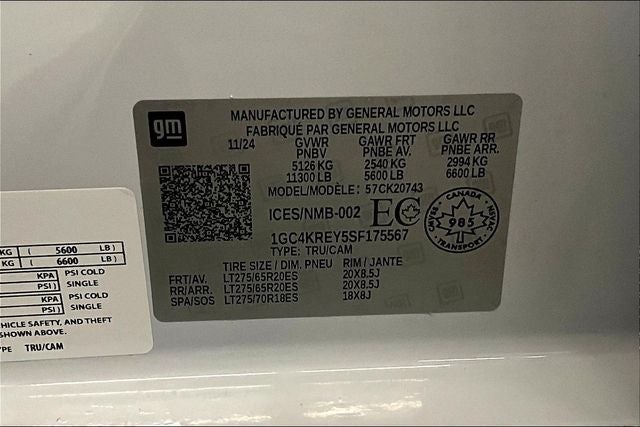 gm
MANUFACTURED BY GENERAL MOTORS LLC
FABRIQUÉ PAR GENERAL MOTORS LLC
11/24 GVWR GAWR FRT GAWR RR
PNBV PNBE AV. PNBE ARR.
5126 KG 2540 KG 2994 KG
11300 LB 5600 LB 6600 LB
MODEL/MODÈLE: 57CK20743
ICES/NMB-002 EC
CANADA
985
TRANSPORT
1GC4KREY5SF175567
TYPE: TRU/CAM
TIRE SIZE / DIM. PNEU RIM / JANTE
FRT/AV. LT275/65R20ES 20X8.5J
RR/ARR. LT275/65R20ES 20X8.5J
SPA/SOS LT275/70R18ES 18X8J
KG ( 5600 LB)
KG ( 6600 LB)
KPA PSI COLD
PSI) SINGLE
KPA PSI COLD
PSI) SINGLE
HICLE SAFETY, AND THEFT
SHOWN ABOVE.
PE TRU/CAM